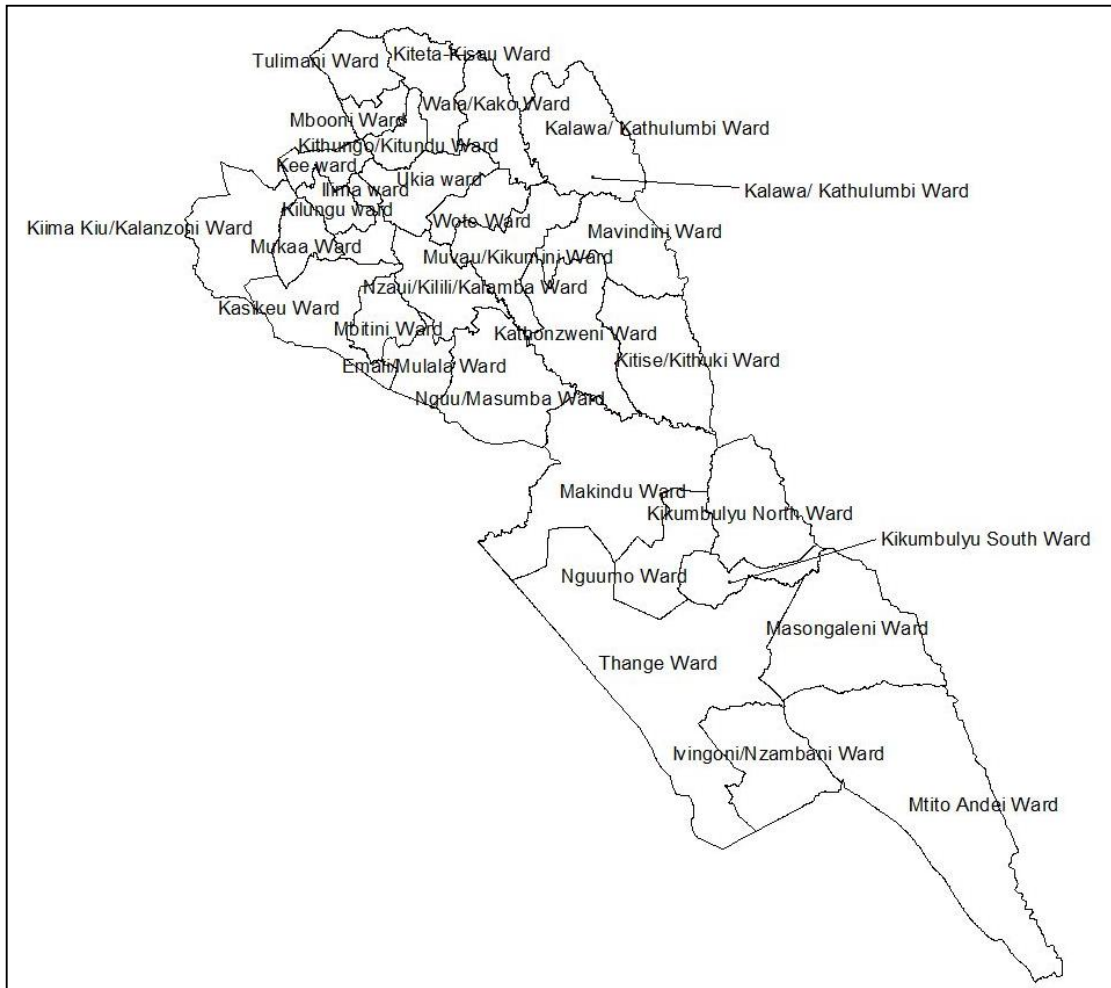 Tulimani Ward
Kiteta-Kisau Ward
Mbooni Ward
Waia/Kako Ward
Kalawa/ Kathulumbi Ward
Kithungo/Kitundu Ward
Kee ward
Ukia ward
Ilima ward
Kalawa/ Kathulumbi Ward
Kilungu ward
Kiima Kiu/Kalanzoni Ward
Wote Ward
Mavindini Ward
Mukaa Ward
Muvau/Kikumini Ward
Nzaui/Kilili/Kalamba Ward
Kasikeu Ward
Mbitini Ward
Kathonzweni Ward
Emali/Mulala Ward
Kitise/Kithuki Ward
Nguu/Masumba Ward
Makindu Ward
Kikumbulyu North Ward
Kikumbulyu South Ward
Nguumo Ward
Masongaleni Ward
Thange Ward
Ivingoni/Nzambani Ward
Mtito Andei Ward